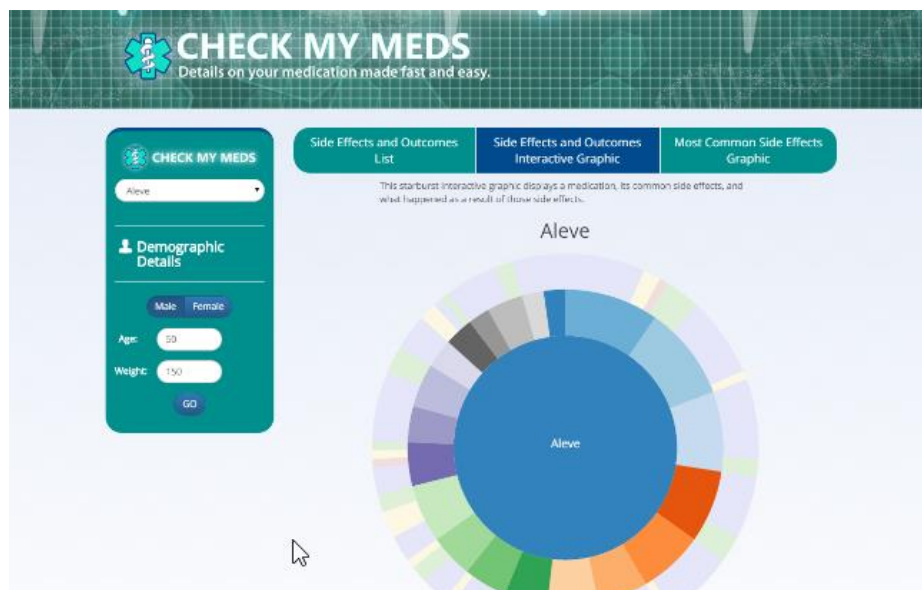 CHECK MY MEDS
Details on your medication made fast and easy.
CHECK MY MEDS
Aleve
Demographic
Details
Male Female
Age: 50
Weight: 150
GO
Side Effects and Outcomes
List
Side Effects and Outcomes
Interactive Graphic
Most Common Side Effects
Graphic
This starburst interactive graphic displays a medication, its common side effects, and
what happened as a result of those side effects.
Aleve
Aleve